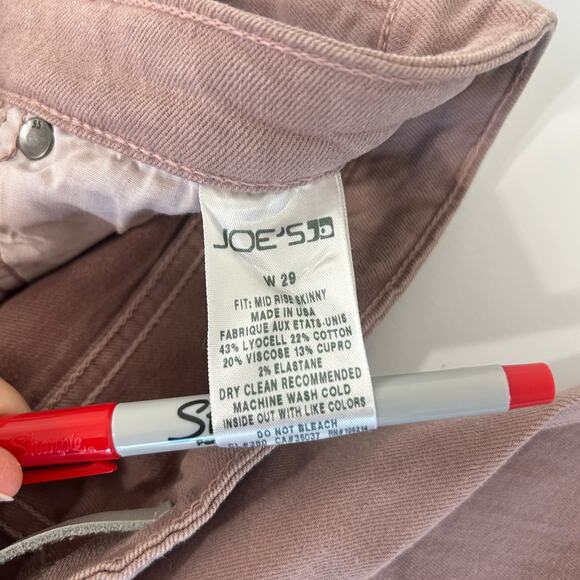 JOE'S
W 29
FIT: MID RISE SKINNY
MADE IN USA
FABRIQUE AUX ETATS-UNIS
43% LYOCELL 22% COTTON
20% VISCOSE 13% CUPRO
2% ELASTANE
DRY CLEAN RECOMMENDED
MACHINE WASH COLD
INSIDE OUT WITH LIKE COLORS
DO NOT BLEACH
CA#35037 RN#106214
Sharpie